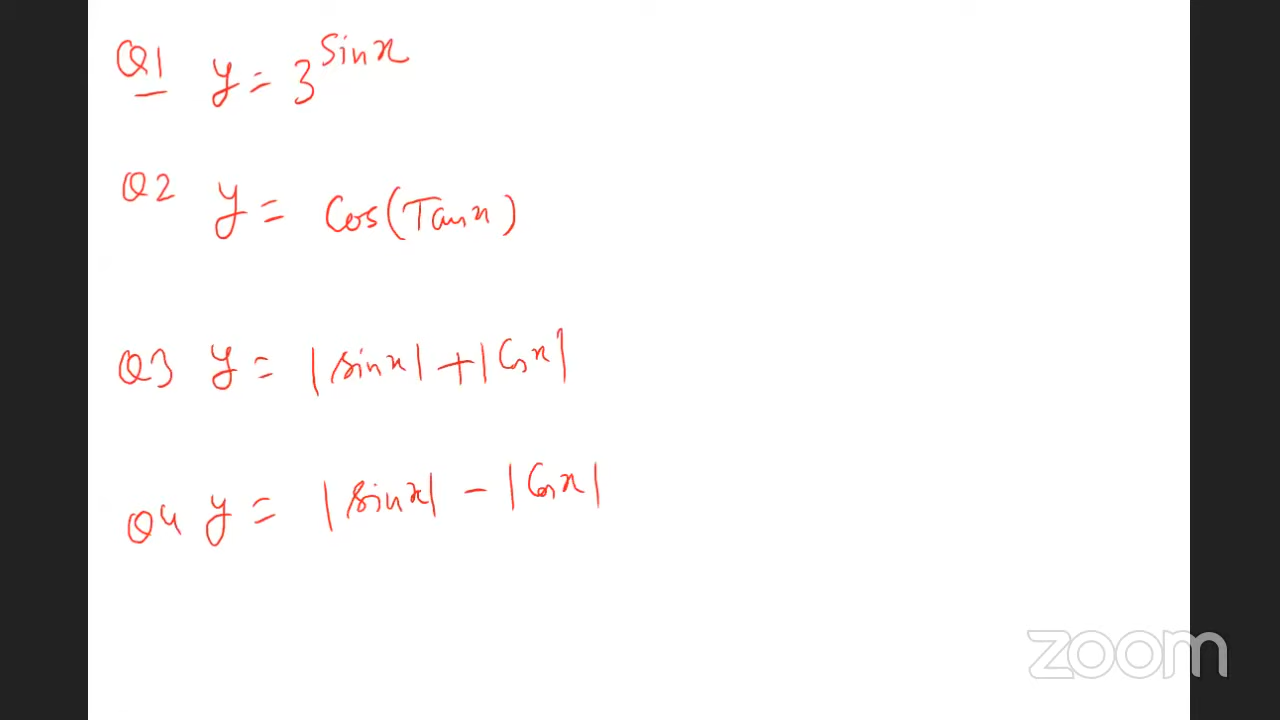 Q1 y = 3^sinx
Q2 y = Cos(Tanx)
Q3 y = |sinx| + |Cosx|
Q4 y = |sinx| - |Cosx|
zoom